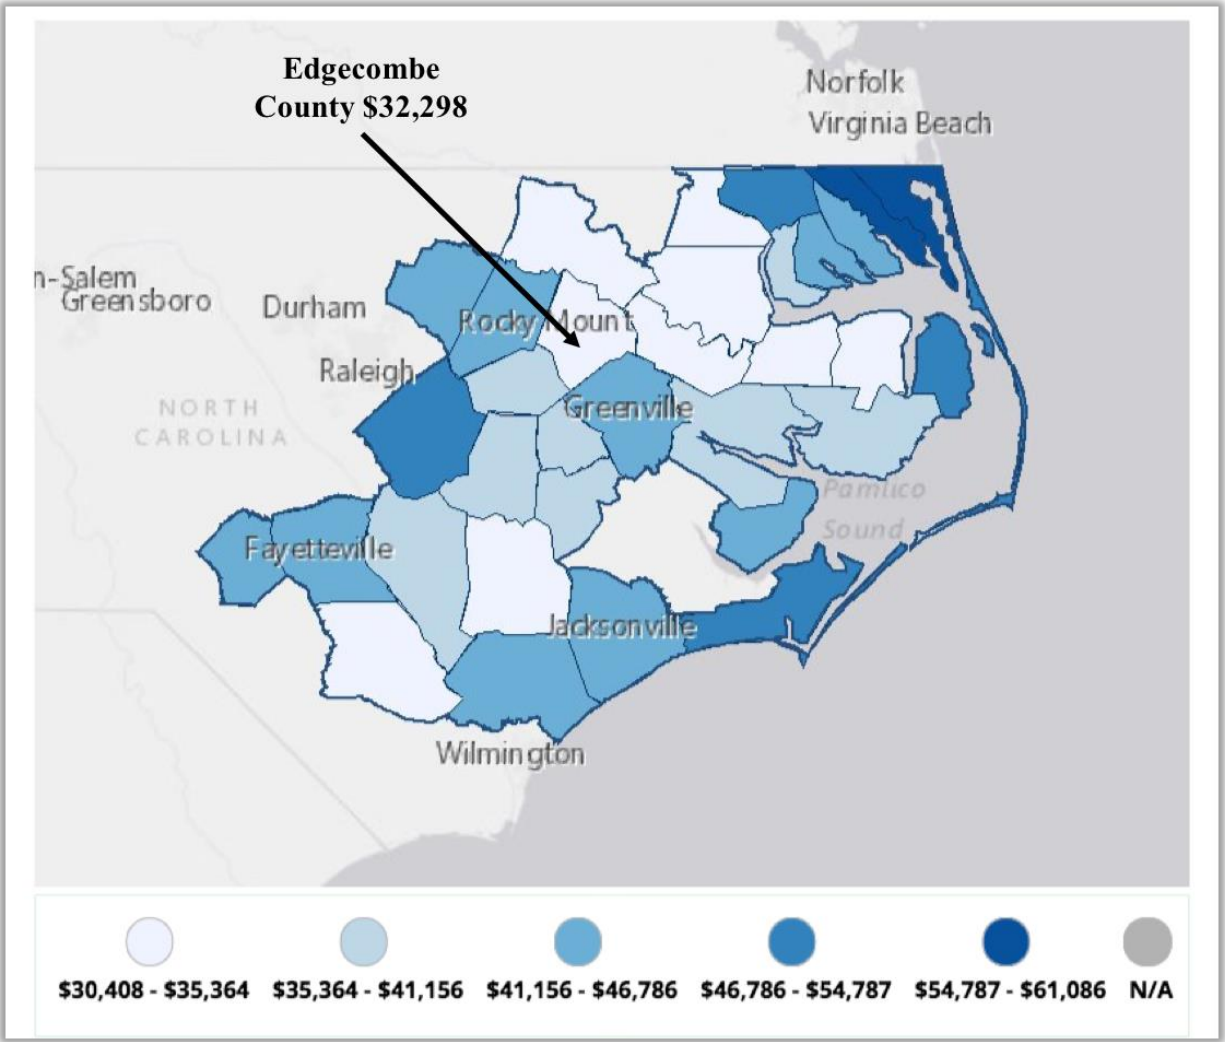 Edgecombe
County $32,298
Norfolk
Virginia Beach
n-Salem
Greensboro
Durham
Rocky Mount
Raleigh
NORTH
CAROLINA
Greenville
Pamlico
Sound
Fayetteville
Jacksonville
Wilmington
$30,408 - $35,364
$35,364 - $41,156
$41,156 - $46,786
$46,786 - $54,787
$54,787 - $61,086
N/A